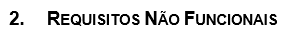 2. REQUISITOS NÃO FUNCIONAIS